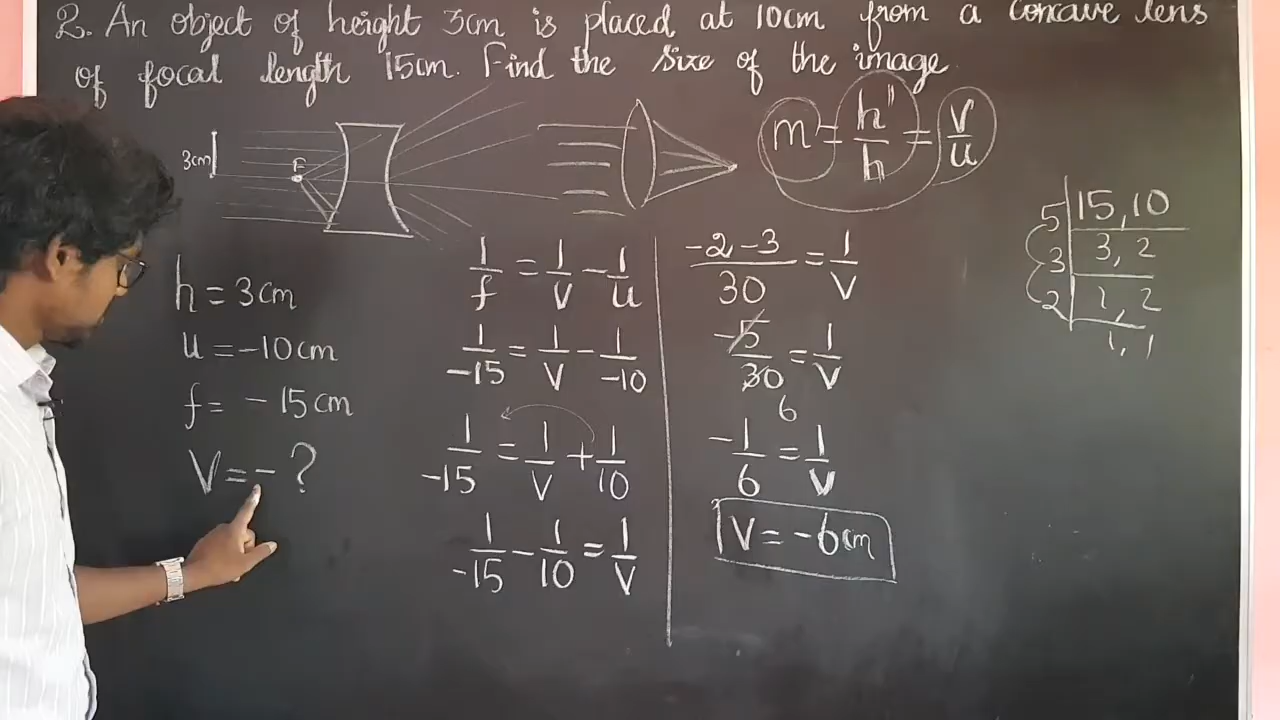 2. An object of height 3cm is placed at 10cm from a concave lens
of focal length 15cm. Find the size of the image
3cm
F
m = h'/h = v/u
h = 3cm
u = -10cm
f = - 15cm
V = - ?
1/f = 1/V - 1/u
1/-15 = 1/V - 1/-10
1/-15 = 1/V + 1/10
1/-15 - 1/10 = 1/V
-2 -3/30 = 1/V
-5/30 = 1/V
6
-1/6 = 1/V
V = -6cm
5 | 15, 10
3 | 3, 2
2 | 1, 2
1, 1